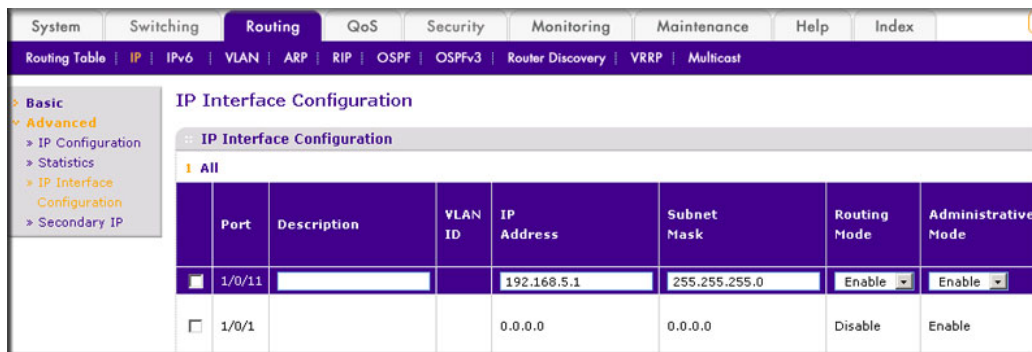 System Switching Routing QoS Security Monitoring Maintenance Help Index
Routing Table | IP | IPv6 | VLAN | ARP | RIP | OSPF | OSPFv3 | Router Discovery | VRRP | Multicast
Basic
Advanced
» IP Configuration
» Statistics
» IP Interface
Configuration
» Secondary IP
IP Interface Configuration
IP Interface Configuration
1 All
Port Description VLAN ID IP Address Subnet Mask Routing Mode Administrative Mode
1/0/11 192.168.5.1 255.255.255.0 Enable Enable
1/0/1 0.0.0.0 0.0.0.0 Disable Enable